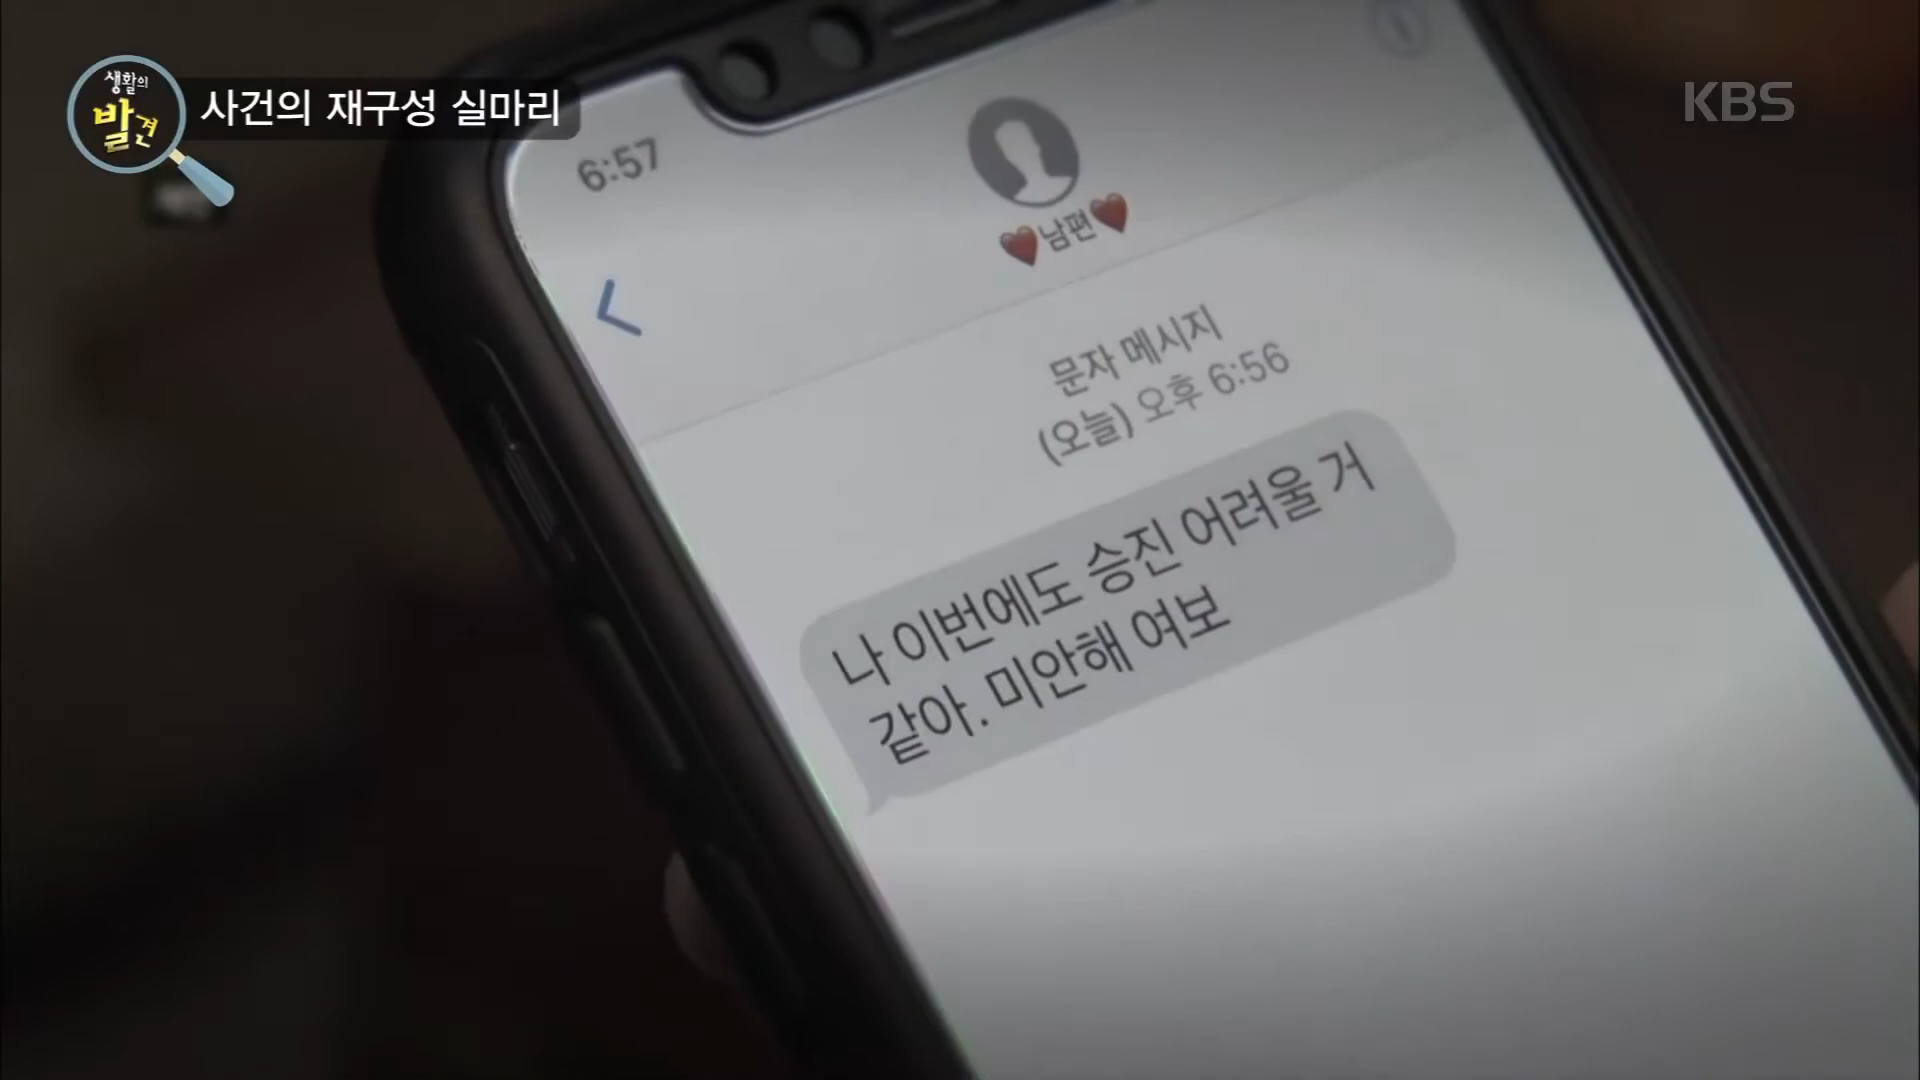 생활의
발견
사건의 재구성 실마리
KBS
6:57
❤️남편❤️
문자 메시지
(오늘) 오후 6:56
나 이번에도 승진 어려울 거
같아. 미안해 여보